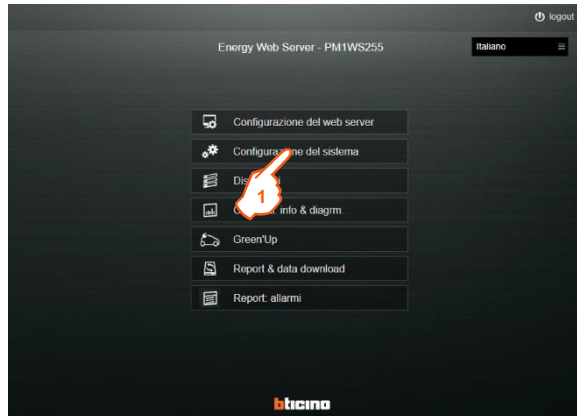 logout
Energy Web Server - PM1WS255
Italiano
Configurazione del web server
Configurazione del sistema
1
info & diagrm.
Green'Up
Report & data download
Report: allarmi
bticino